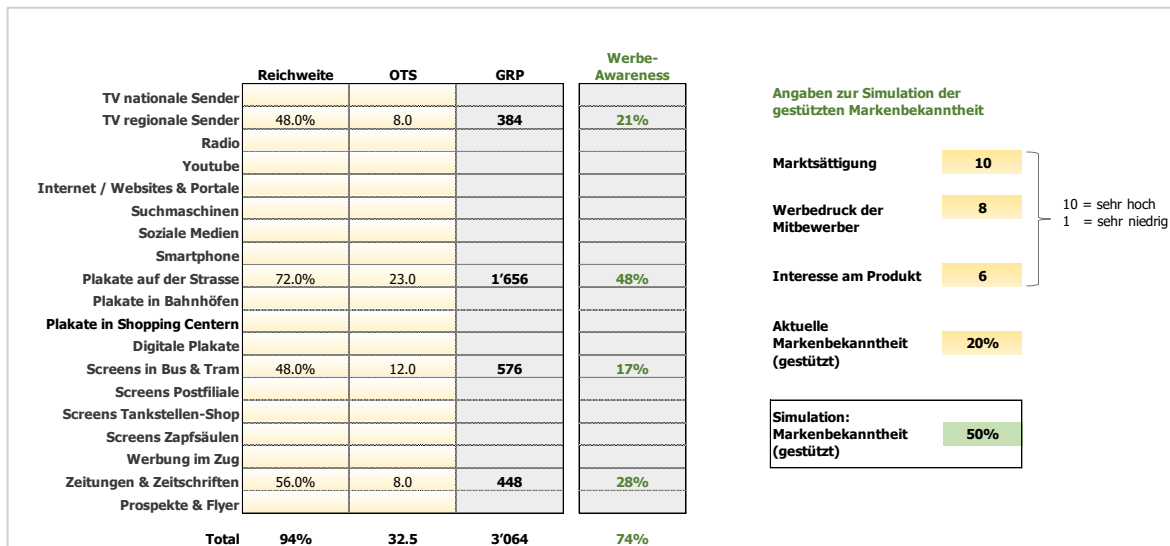 Werbe-
Reichweite OTS GRP Awareness
TV nationale Sender
TV regionale Sender 48.0% 8.0 384 21%
Radio
Youtube
Internet / Websites & Portale
Suchmaschinen
Soziale Medien
Smartphone
Plakate auf der Strasse 72.0% 23.0 1’656 48%
Plakate in Bahnhöfen
Plakate in Shopping Centern
Digitale Plakate
Screens in Bus & Tram 48.0% 12.0 576 17%
Screens Postfiliale
Screens Tankstellen-Shop
Screens Zapfsäulen
Werbung im Zug
Zeitungen & Zeitschriften 56.0% 8.0 448 28%
Prospekte & Flyer
Total 94% 32.5 3’064 74%
Angaben zur Simulation der
gestützten Markenbekanntheit
Marktsättigung 10
Werbedruck der 8
Mitbewerber
Interesse am Produkt 6
10 = sehr hoch
1 = sehr niedrig
Aktuelle
Markenbekanntheit 20%
(gestützt)
Simulation:
Markenbekanntheit 50%
(gestützt)